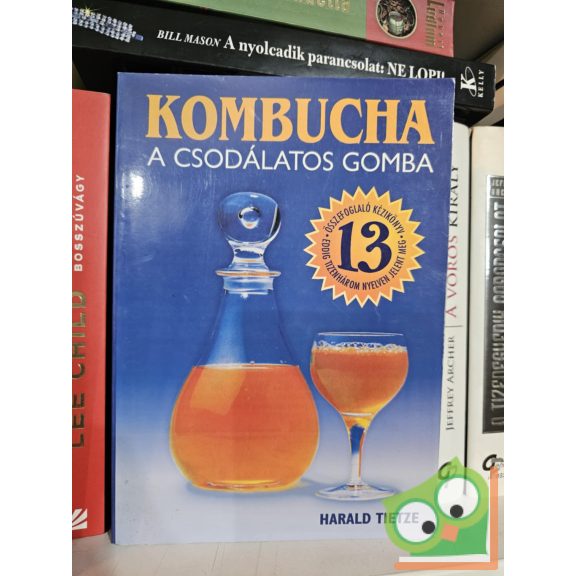 BILL MASON A nyolcadik parancsolat: NE LOPJ!
KELLY
KOMBUCHA
A CSODÁLATOS GOMBA
ÖSSZEFOGLALÓ KÉZIKÖNYV
13
EDDIG TIZENHÁROM NYELVEN JELENT MEG
HARALD TIETZE
LEE CHILD
BOSSZÚVÁGY
JEFFREY ARCHER
A VÖRÖS KIRÁLY